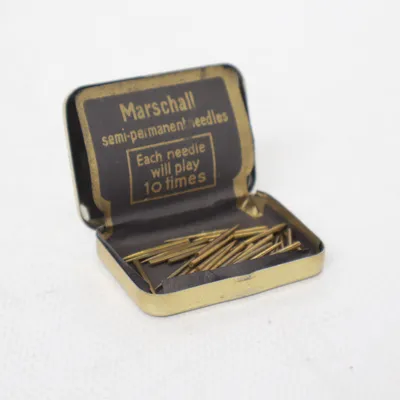 Marschall
semi-permanent needles
Each needle
will play
10 times